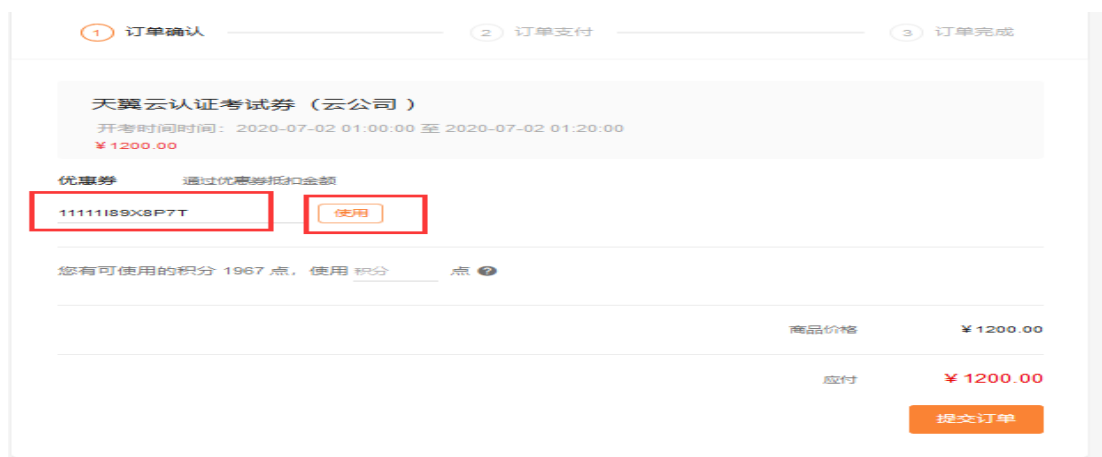 1 订单确认 2 订单支付 3 订单完成
天翼云认证考试券（云公司）
开考时间时间：2020-07-02 01:00:00 至 2020-07-02 01:20:00
￥1200.00
优惠券 通过优惠券抵扣金额
11111I89X8P7T 使用
您有可使用的积分 1967 点，使用 积分 点 ?
商品价格 ￥1200.00
应付 ￥1200.00
提交订单